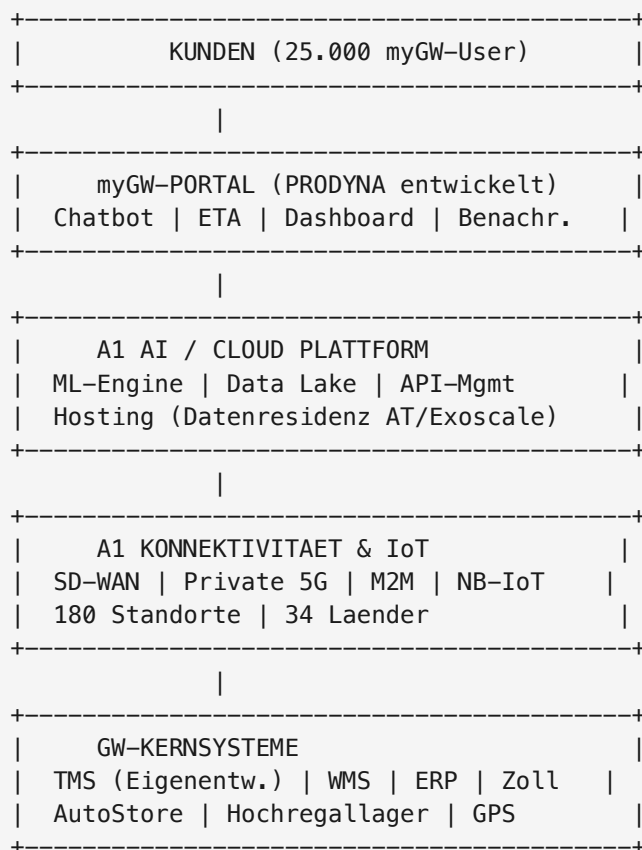 +------------------------------------------+
|          KUNDEN (25.000 myGW-User)       |
+------------------------------------------+
              |
+------------------------------------------+
|     myGW-PORTAL (PRODYNA entwickelt)     |
|  Chatbot | ETA | Dashboard | Benachr.   |
+------------------------------------------+
              |
+------------------------------------------+
|     A1 AI / CLOUD PLATTFORM              |
|  ML-Engine | Data Lake | API-Mgmt       |
|  Hosting (Datenresidenz AT/Exoscale)     |
+------------------------------------------+
              |
+------------------------------------------+
|     A1 KONNEKTIVITAET & IoT             |
|  SD-WAN | Private 5G | M2M | NB-IoT    |
|  180 Standorte | 34 Laender             |
+------------------------------------------+
              |
+------------------------------------------+
|     GW-KERNSYSTEME                       |
|  TMS (Eigenentw.) | WMS | ERP | Zoll   |
|  AutoStore | Hochregallager | GPS        |
+------------------------------------------+